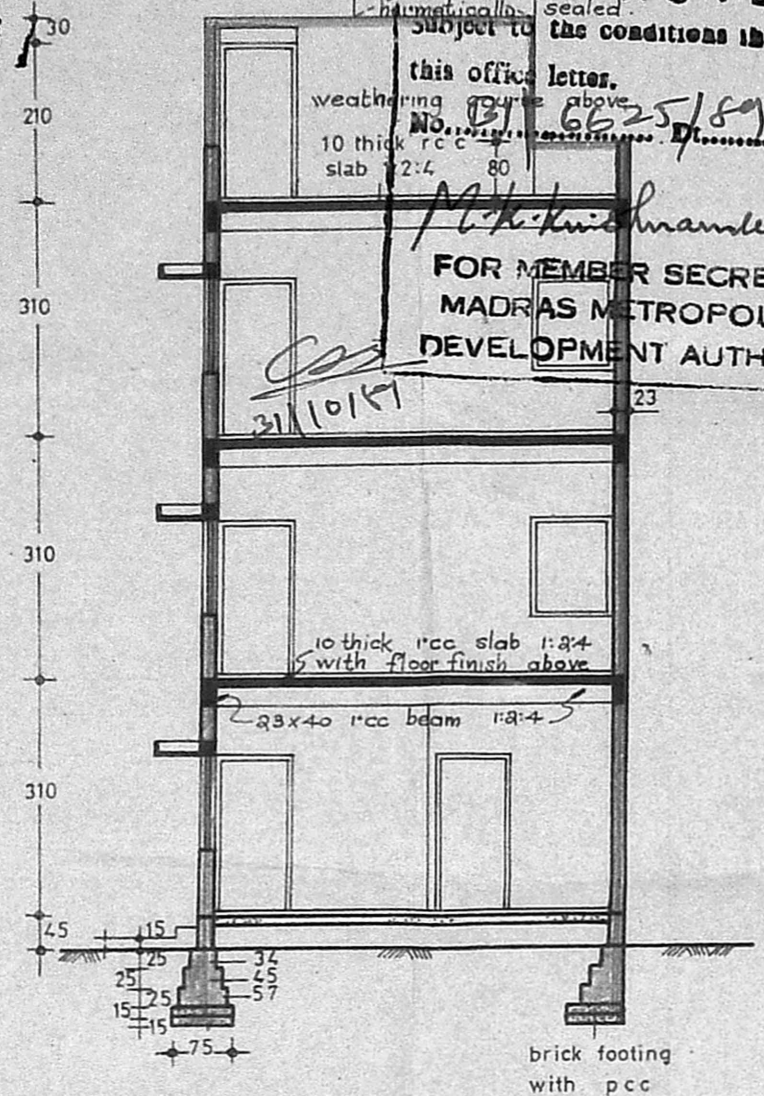 30
hermetically sealed.
Subject to the conditions
this office letter.
210
weathering course above
No. B1/6625/89 Dt.
10 thick rcc
slab 1:2:4
80
FOR MEMBER
MADRAS
DEVELOPMENT
310
31/10/89
23
310
10 thick rcc slab 1:2:4
with floor finish above
23x40 rcc beam 1:2:4
310
45
15
25
34
25
45
25
57
15
15
75
brick footing
with pcc